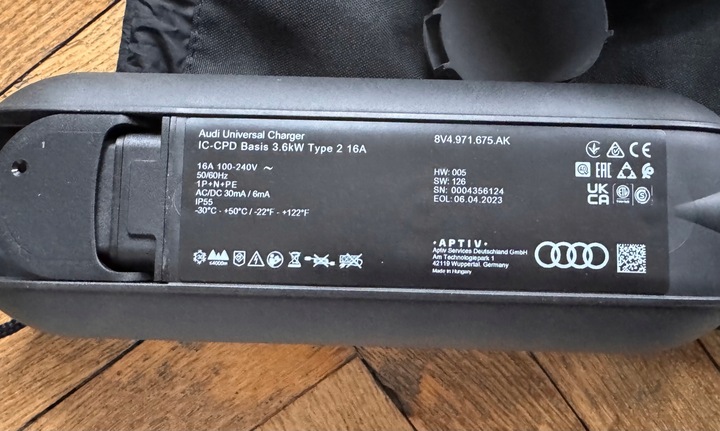 Audi Universal Charger
IC-CPD Basis 3.6kW Type 2 16A
8V4.971.675.AK
16A 100-240V ~
50/60Hz
1P+N+PE
AC/DC 30mA / 6mA
IP55
-30°C - +50°C / -22°F - +122°F
HW: 005
SW: 126
SN: 0004356124
EOL: 06.04.2023
CE
EAC
UK
CA
≤4000m
·APTIV·
Aptiv Services Deutschland GmbH
Am Technologiepark 1
42119 Wuppertal, Germany
Made in Hungary
1